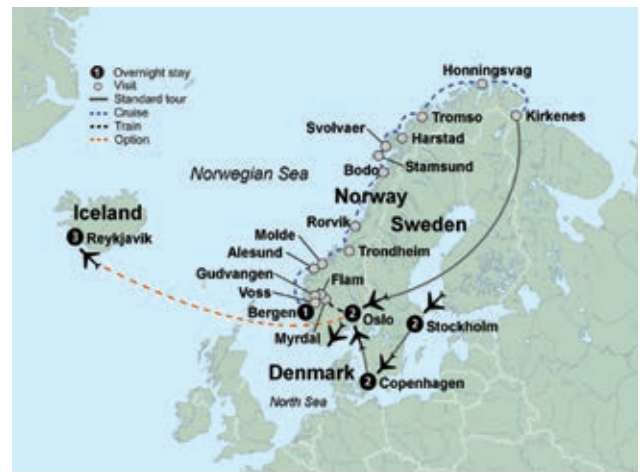 1 Overnight stay
Visit
Standard tour
Cruise
Train
Option
Honningsvag
Tromso
Kirkenes
Svolvaer
Harstad
Stamsund
Norwegian Sea
Bodo
Norway
Sweden
Iceland
3 Reykjavik
Rorvik
Molde
Alesund
Trondheim
Gudvangen
Flam
Voss
Bergen 1
2 Oslo
2 Stockholm
Myrdal
Denmark
2 Copenhagen
North Sea